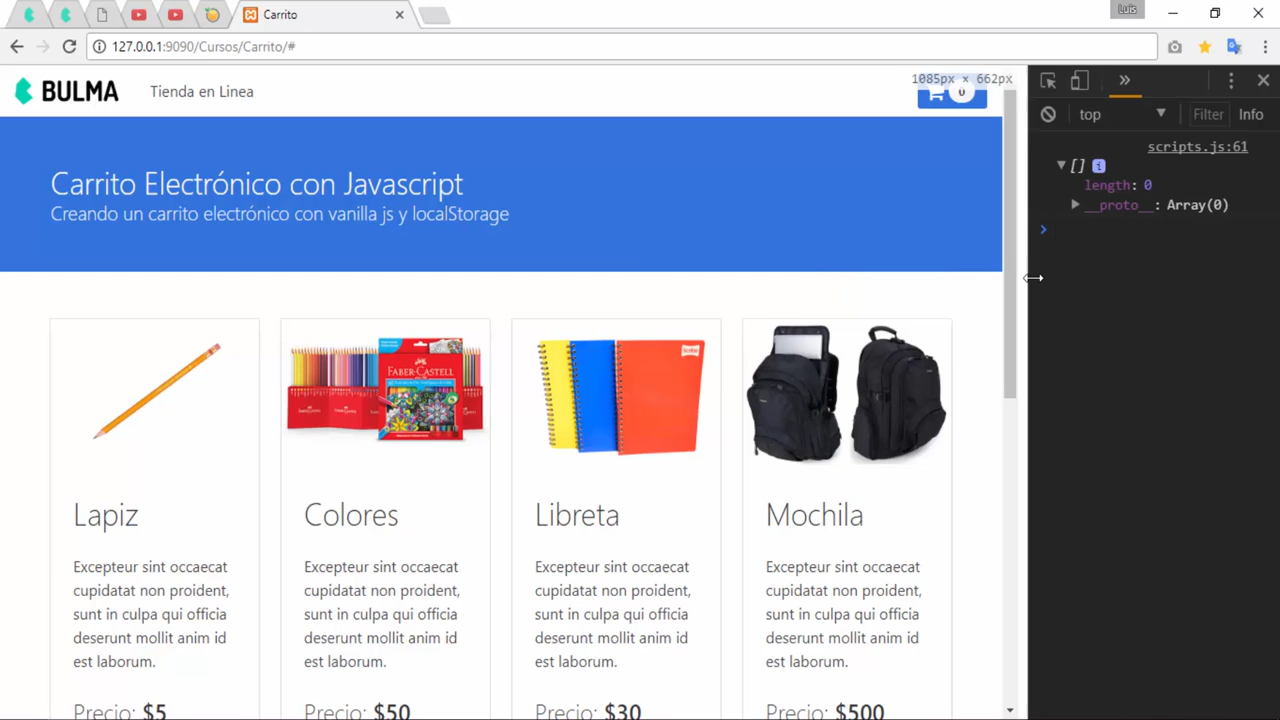 Carrito
Luis
127.0.0.1:9090/Cursos/Carrito/#
BULMA
Tienda en Linea
1085px x 662px
0
Carrito Electrónico con Javascript
Creando un carrito electrónico con vanilla js y localStorage
top
Filter
Info
scripts.js:61
[]
length: 0
__proto__: Array(0)
FABER-CASTELL
Scribe
Lapiz
Excepteur sint occaecat
cupidatat non proident,
sunt in culpa qui officia
deserunt mollit anim id
est laborum.
Precio: $5
Colores
Excepteur sint occaecat
cupidatat non proident,
sunt in culpa qui officia
deserunt mollit anim id
est laborum.
Precio: $50
Libreta
Excepteur sint occaecat
cupidatat non proident,
sunt in culpa qui officia
deserunt mollit anim id
est laborum.
Precio: $30
Mochila
Excepteur sint occaecat
cupidatat non proident,
sunt in culpa qui officia
deserunt mollit anim id
est laborum.
Precio: $500